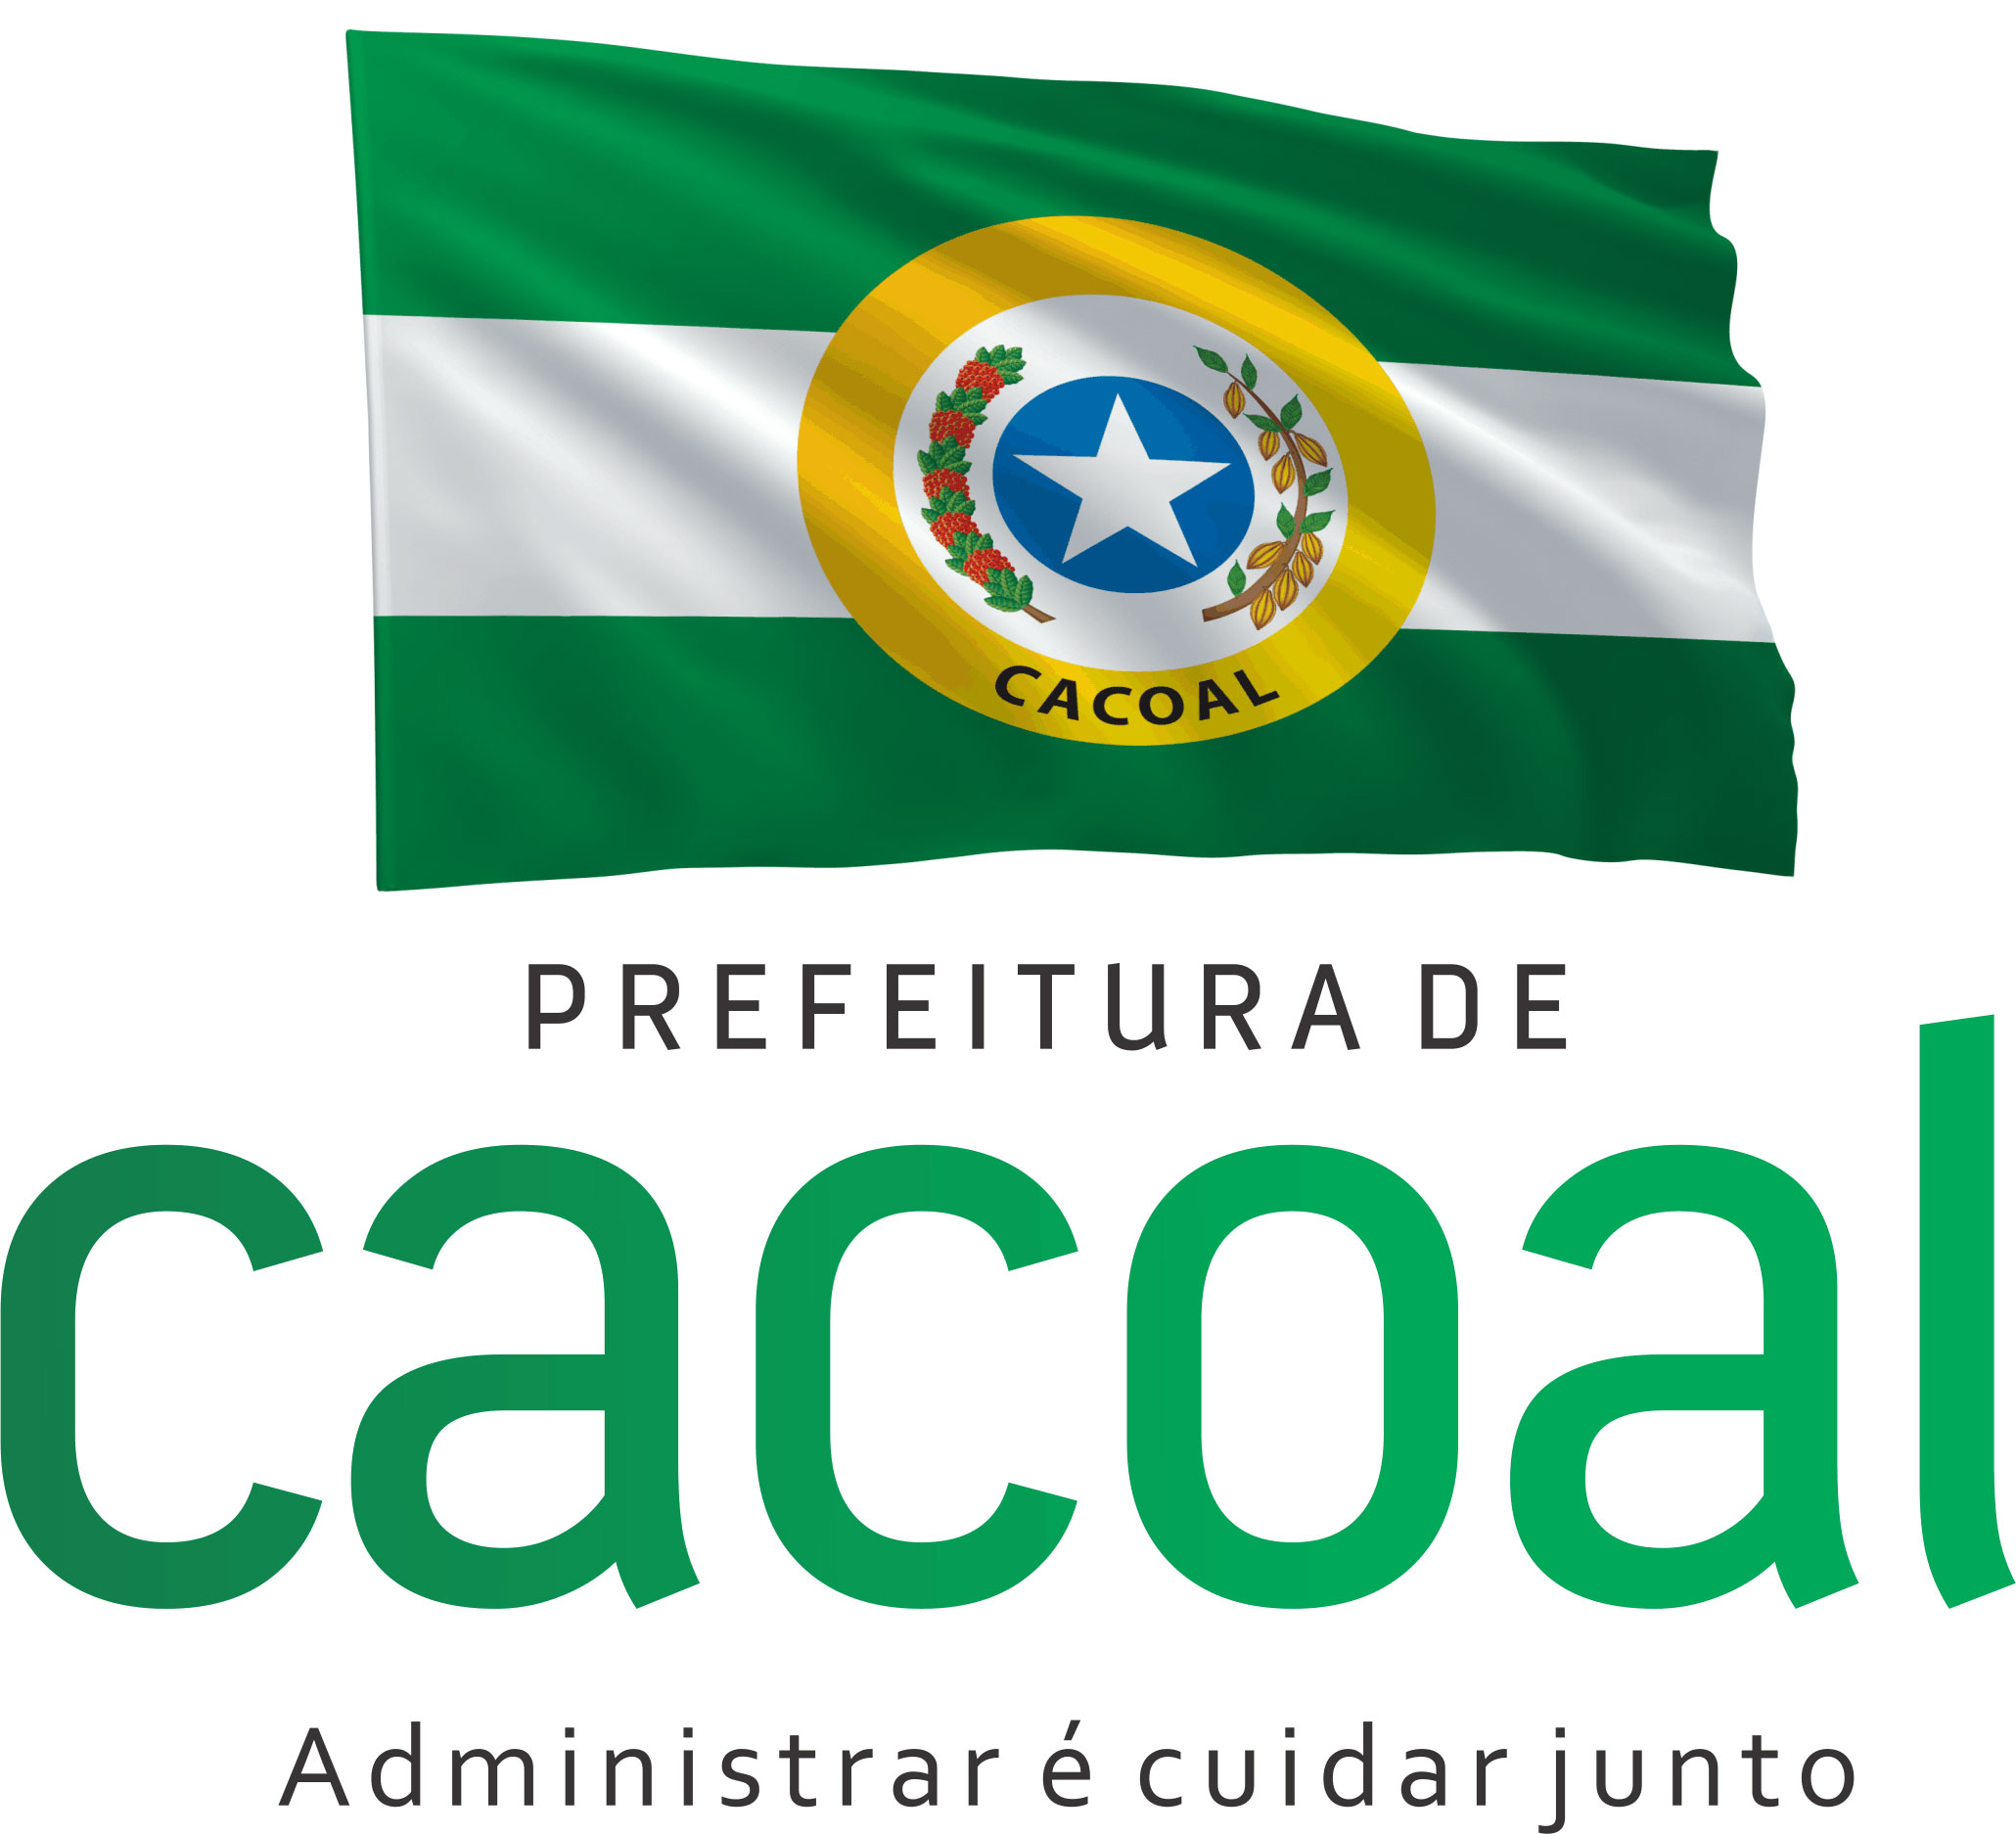 CACOAL
PREFEITURA DE
cacoal
Administrar é cuidar junto